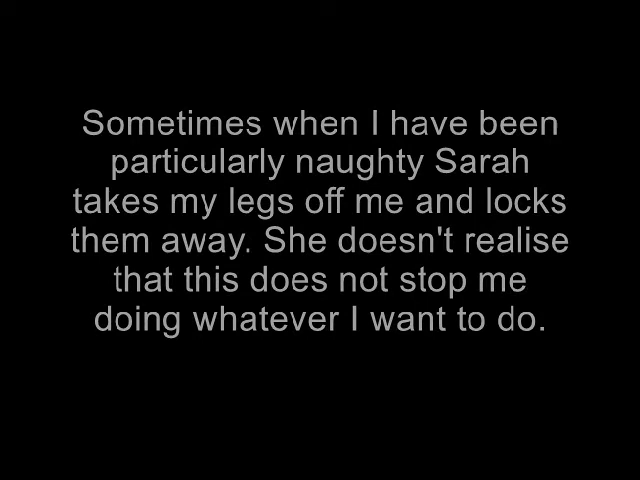 Sometimes when I have been
particularly naughty Sarah
takes my legs off me and locks
them away. She doesn't realise
that this does not stop me
doing whatever I want to do.